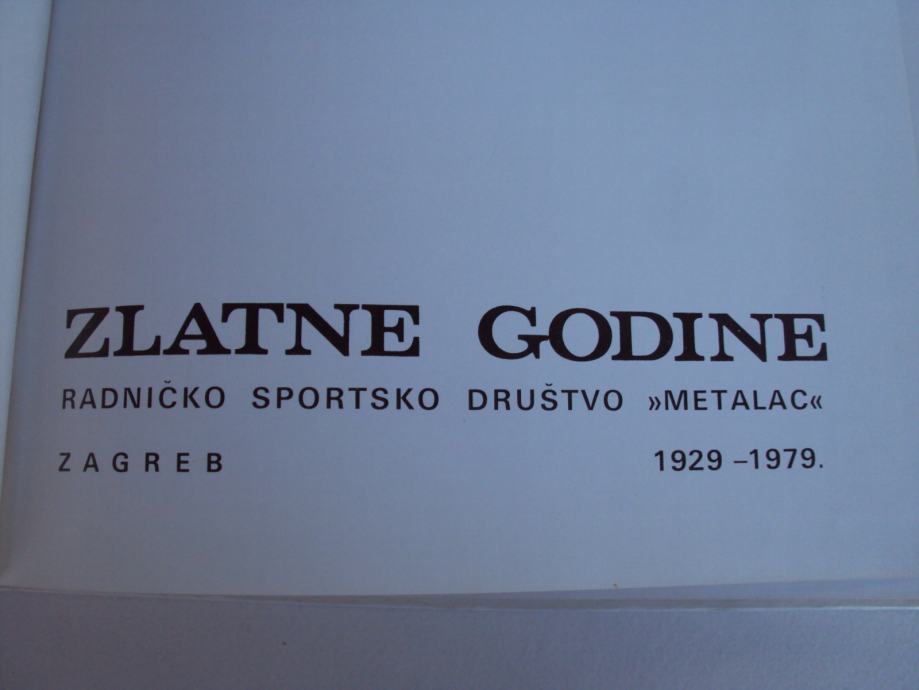 ZLATNE GODINE
RADNIČKO SPORTSKO DRUŠTVO »METALAC«
ZAGREB 1929 –1979.